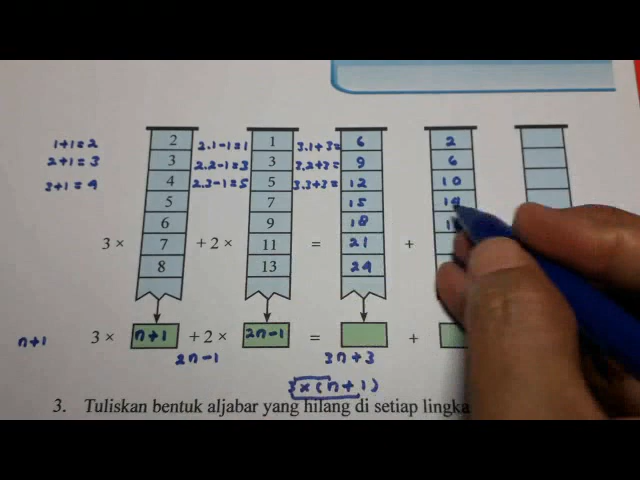 1+1=2 2 2.1-1=1 1 3.1+3= 6 2
2+1=3 3 2.2-1=3 3 3.2+3= 9 6
3+1=4 4 2.3-1=5 5 3.3+3= 12 10
5 7 15 14
6 9 18
3 × 7 + 2 × 11 = 21 +
8 13 24
n+1 3 × n+1 + 2 × 2n-1 = +
2n-1 3n+3
3×(n+1)
3. Tuliskan bentuk aljabar yang hilang di setiap